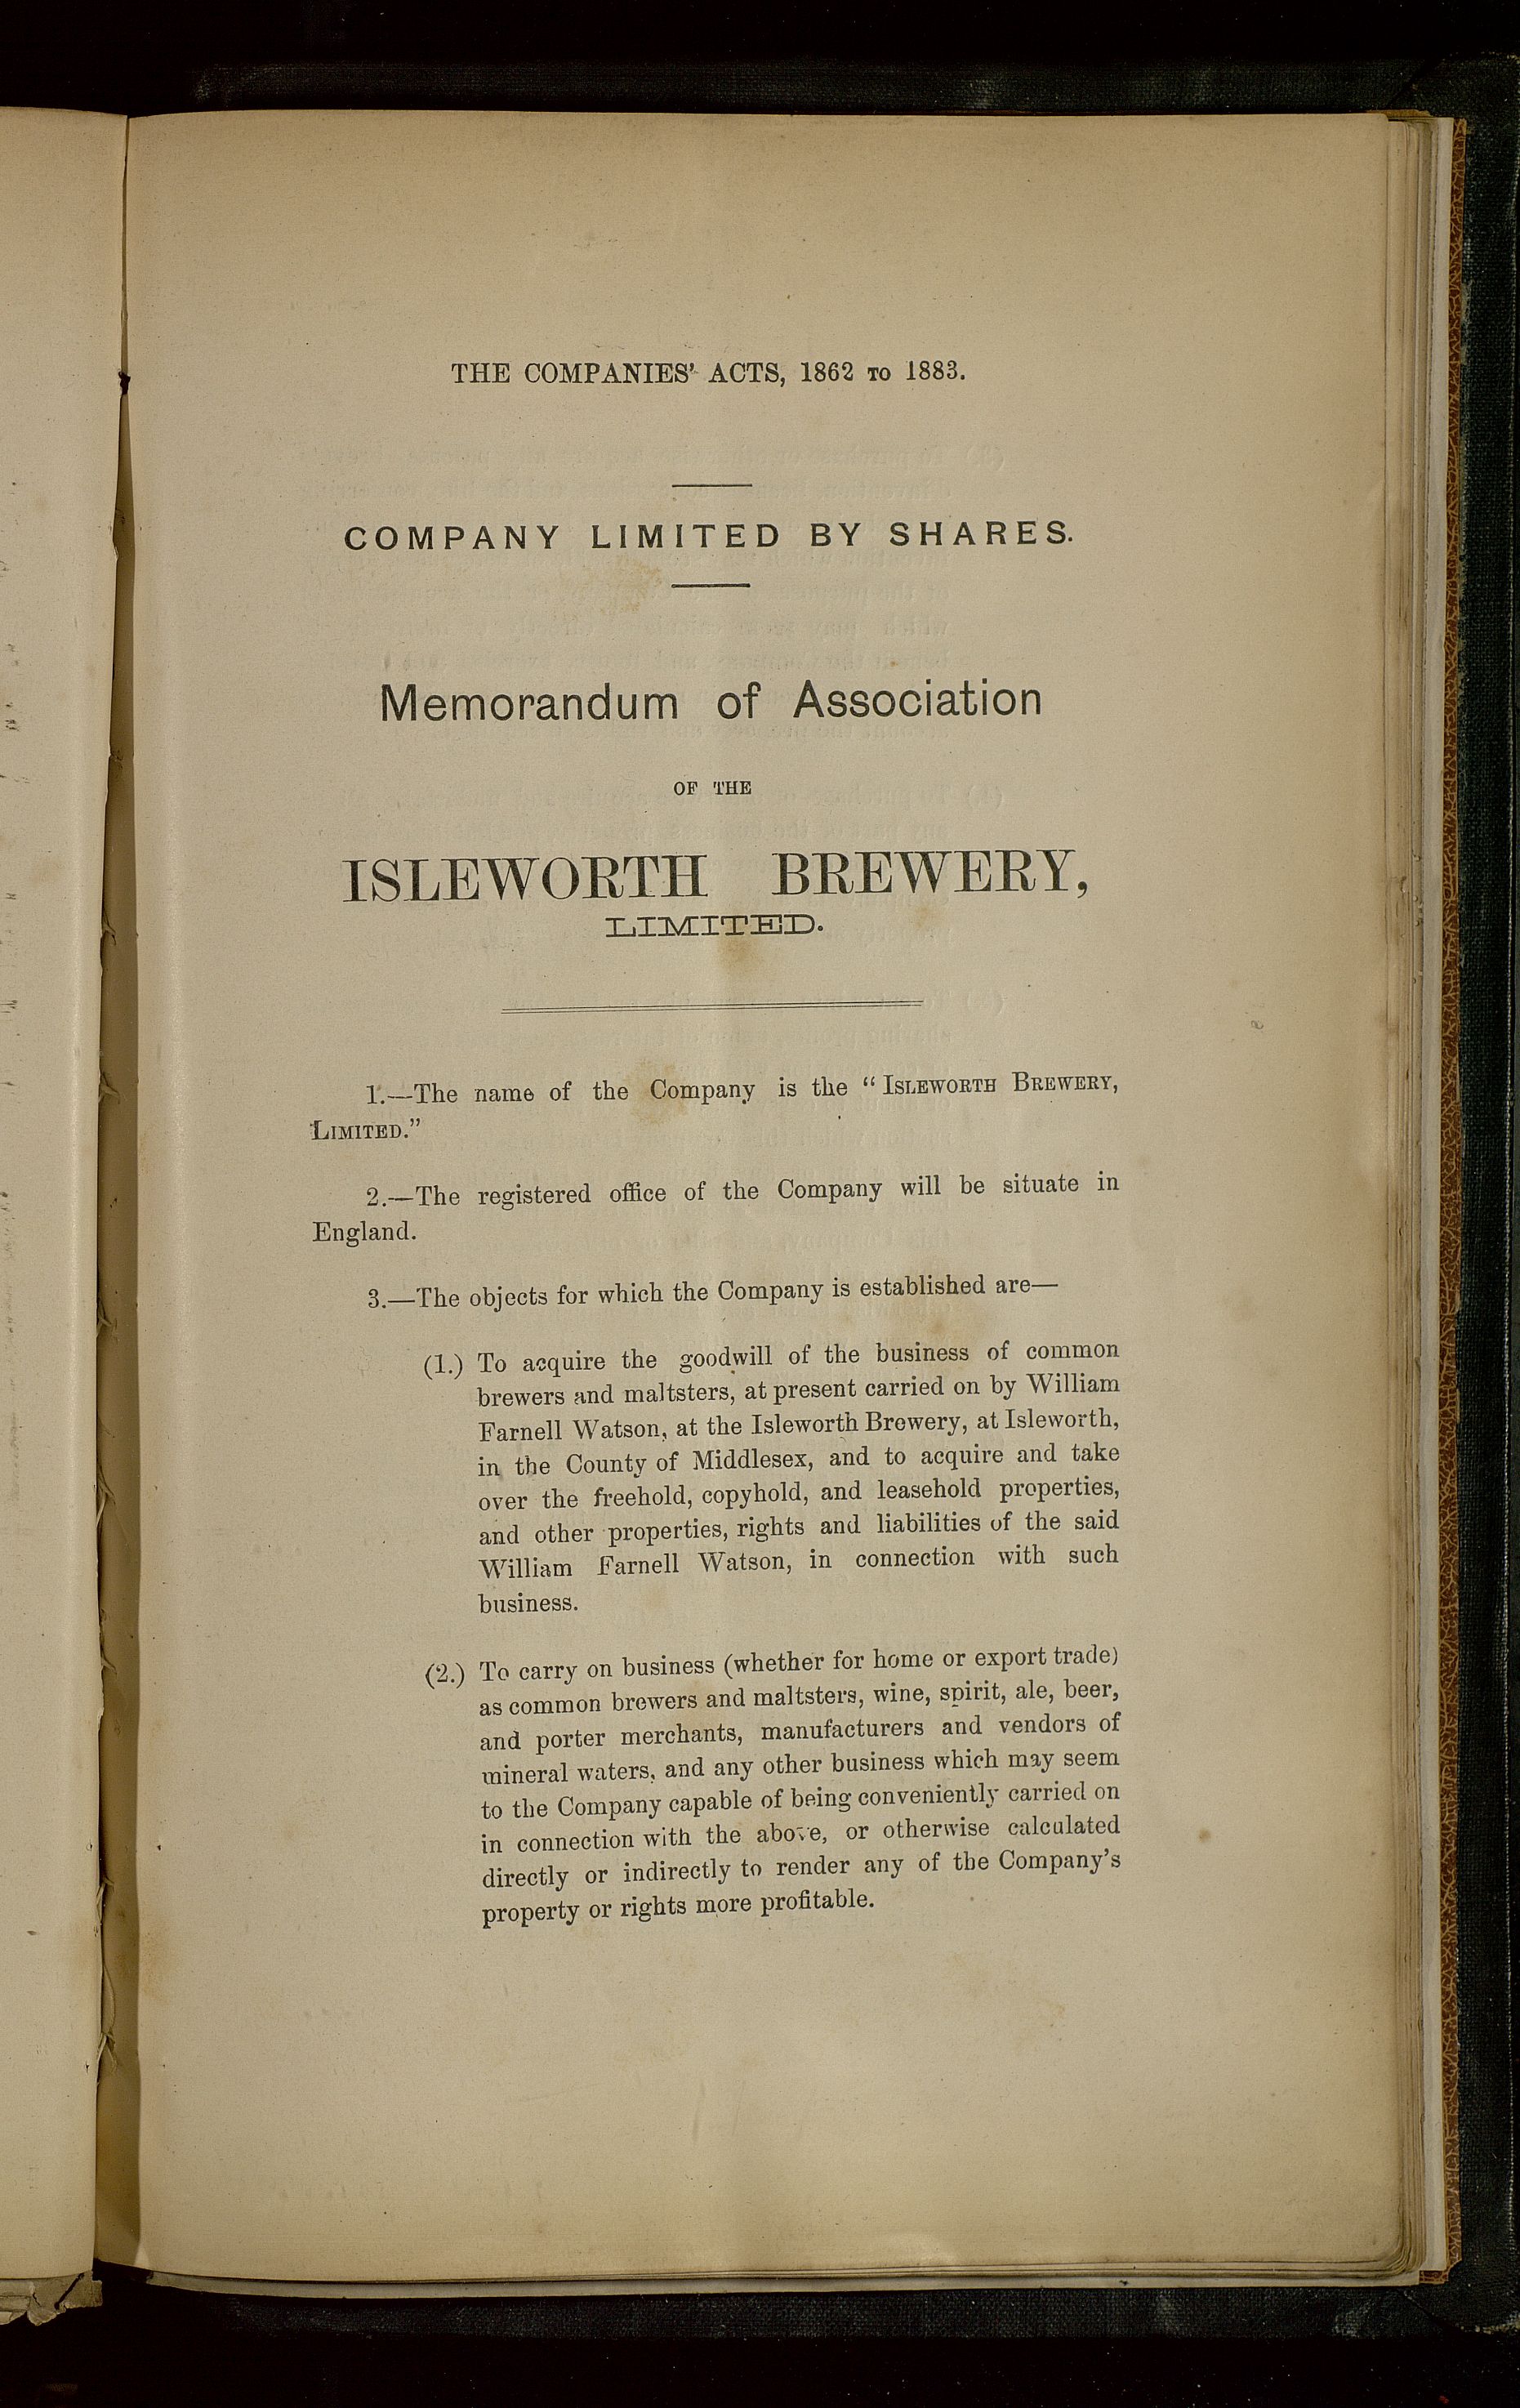 THE COMPANIES' ACTS, 1862 TO 1883.
COMPANY LIMITED BY SHARES.
Memorandum of Association
OF THE
ISLEWORTH BREWERY,
LIMITED.
1.—The name of the Company is the "ISLEWORTH BREWERY,
LIMITED."
2.—The registered office of the Company will be situate in
England.
3.—The objects for which the Company is established are—
(1.) To acquire the goodwill of the business of common
brewers and maltsters, at present carried on by William
Farnell Watson, at the Isleworth Brewery, at Isleworth,
in the County of Middlesex, and to acquire and take
over the freehold, copyhold, and leasehold properties,
and other properties, rights and liabilities of the said
William Farnell Watson, in connection with such
business.
(2.) To carry on business (whether for home or export trade)
as common brewers and maltsters, wine, spirit, ale, beer,
and porter merchants, manufacturers and vendors of
mineral waters, and any other business which may seem
to the Company capable of being conveniently carried on
in connection with the above, or otherwise calculated
directly or indirectly to render any of the Company's
property or rights more profitable.